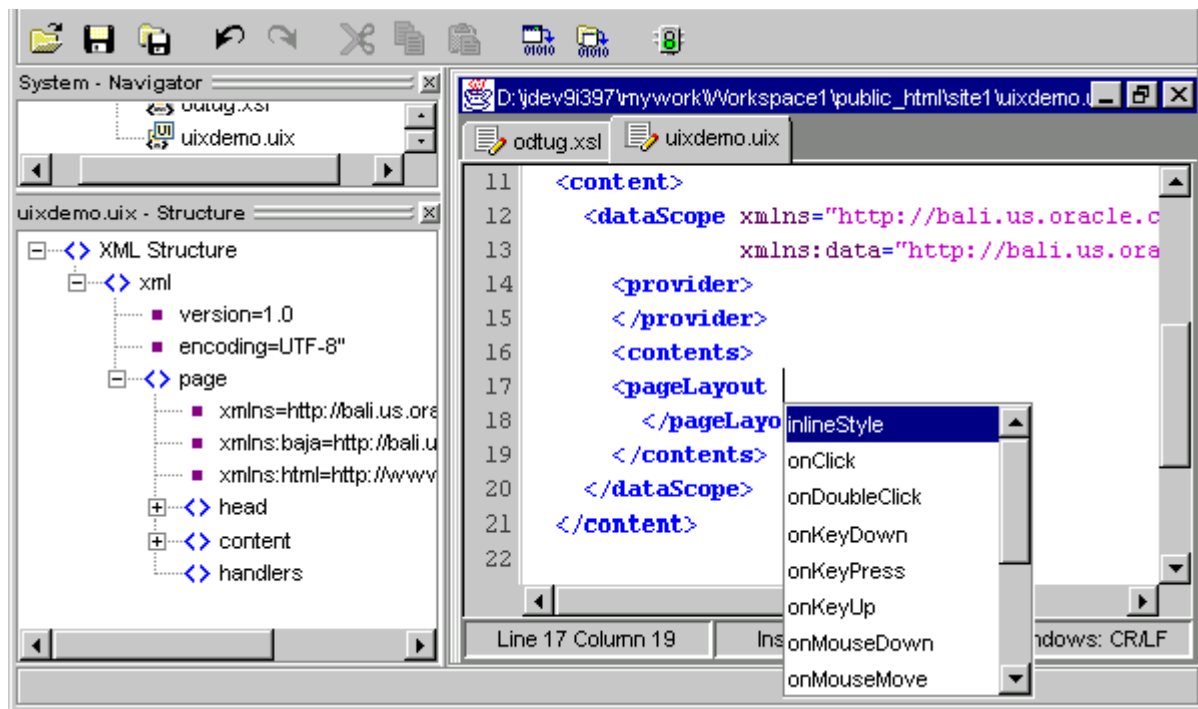 System - Navigator
odtug.xsl
uixdemo.uix
uixdemo.uix - Structure
XML Structure
xml
version=1.0
encoding=UTF-8"
page
xmlns=http://bali.us.ora
xmlns:baja=http://bali.u
xmlns:html=http://www
head
content
handlers
D:\jdev9i397\mywork\Workspace1\public_html\site1\uixdemo.u
odtug.xsl uixdemo.uix
11 <content>
12 <dataScope xmlns="http://bali.us.oracle.c
13 xmlns:data="http://bali.us.ora
14 <provider>
15 </provider>
16 <contents>
17 <pageLayout
18 </pageLayo
19 </contents>
20 </dataScope>
21 </content>
22
inlineStyle
onClick
onDoubleClick
onKeyDown
onKeyPress
onKeyUp
onMouseDown
onMouseMove
Line 17 Column 19 Ins ndows: CR/LF